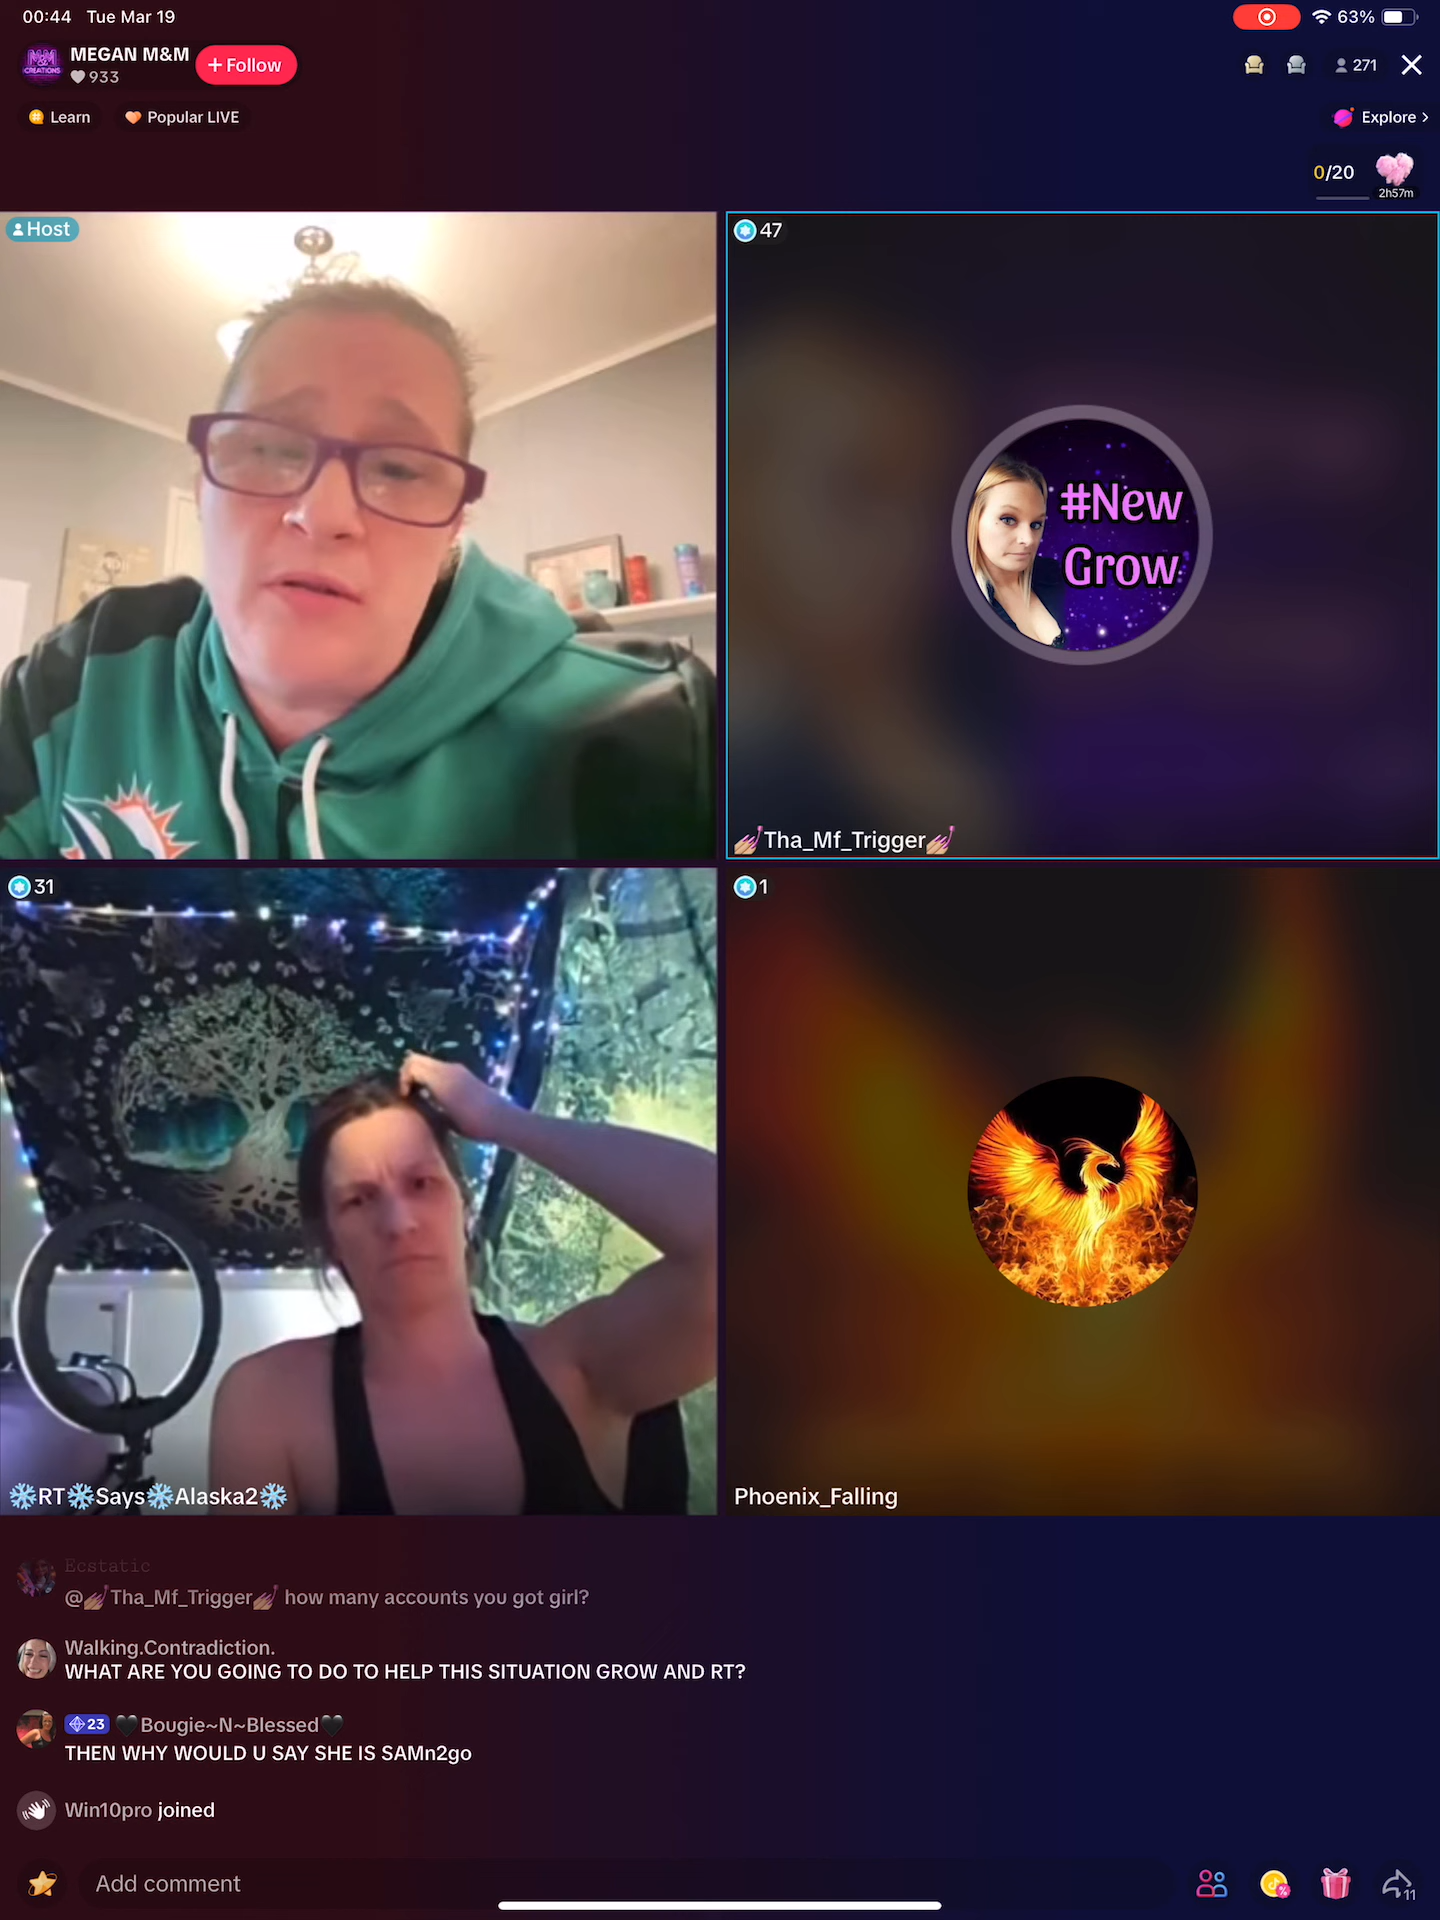 00:44 Tue Mar 19
63%
MEGAN M&M
933
+ Follow
271
M&M
CREATIONS
Learn
Popular LIVE
Explore >
0/20
2h57m
Host
47
#New
Grow
💅Tha_Mf_Trigger💅
31
1
❄️RT❄️Says❄️Alaska2❄️
Phoenix_Falling
Ecstatic
@💅Tha_Mf_Trigger💅 how many accounts you got girl?
Walking.Contradiction.
WHAT ARE YOU GOING TO DO TO HELP THIS SITUATION GROW AND RT?
23 🖤Bougie~N~Blessed🖤
THEN WHY WOULD U SAY SHE IS SAMn2go
Win10pro joined
Add comment
11